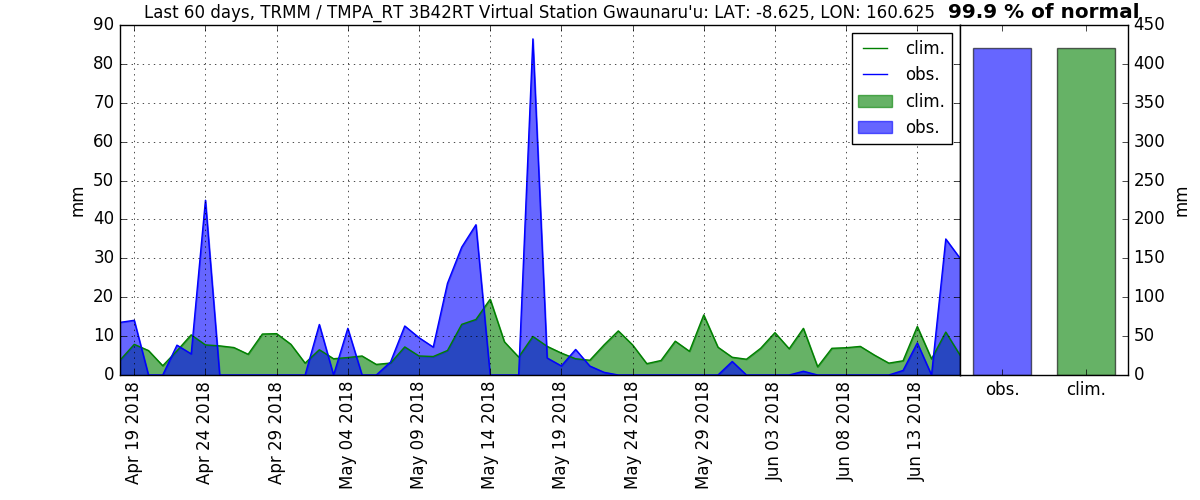 Last 60 days, TRMM / TMPA_RT 3B42RT Virtual Station Gwaunaru'u: LAT: -8.625, LON: 160.625
99.9 % of normal
90
80
70
60
50
40
30
20
10
0
mm
clim.
obs.
clim.
obs.
450
400
350
300
250
200
150
100
50
0
mm
Apr 19 2018
Apr 24 2018
Apr 29 2018
May 04 2018
May 09 2018
May 14 2018
May 19 2018
May 24 2018
May 29 2018
Jun 03 2018
Jun 08 2018
Jun 13 2018
obs.
clim.